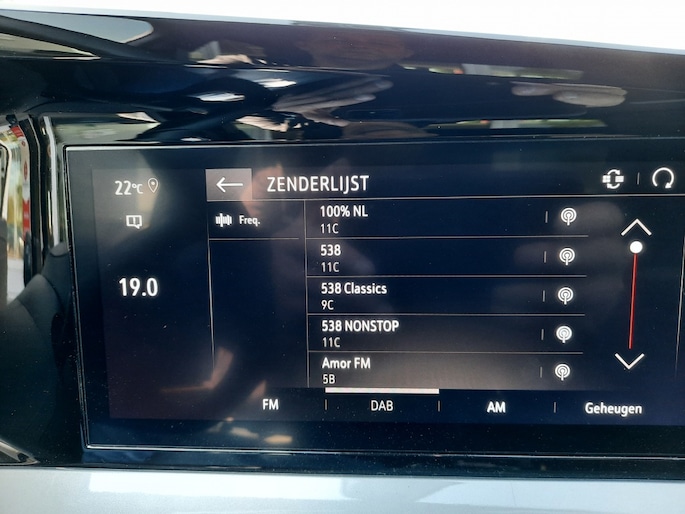 22°C
ZENDERLIJST
Freq.
19.0
100% NL
11C
538
11C
538 Classics
9C
538 NONSTOP
11C
Amor FM
5B
FM
DAB
AM
Geheugen